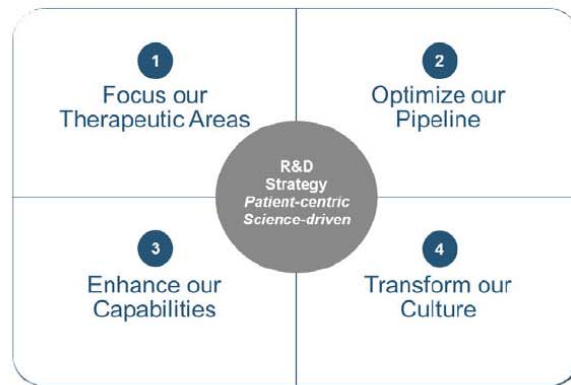 1
Focus our
Therapeutic Areas
2
Optimize our
Pipeline
R&D
Strategy
Patient-centric
Science-driven
3
Enhance our
Capabilities
4
Transform our
Culture